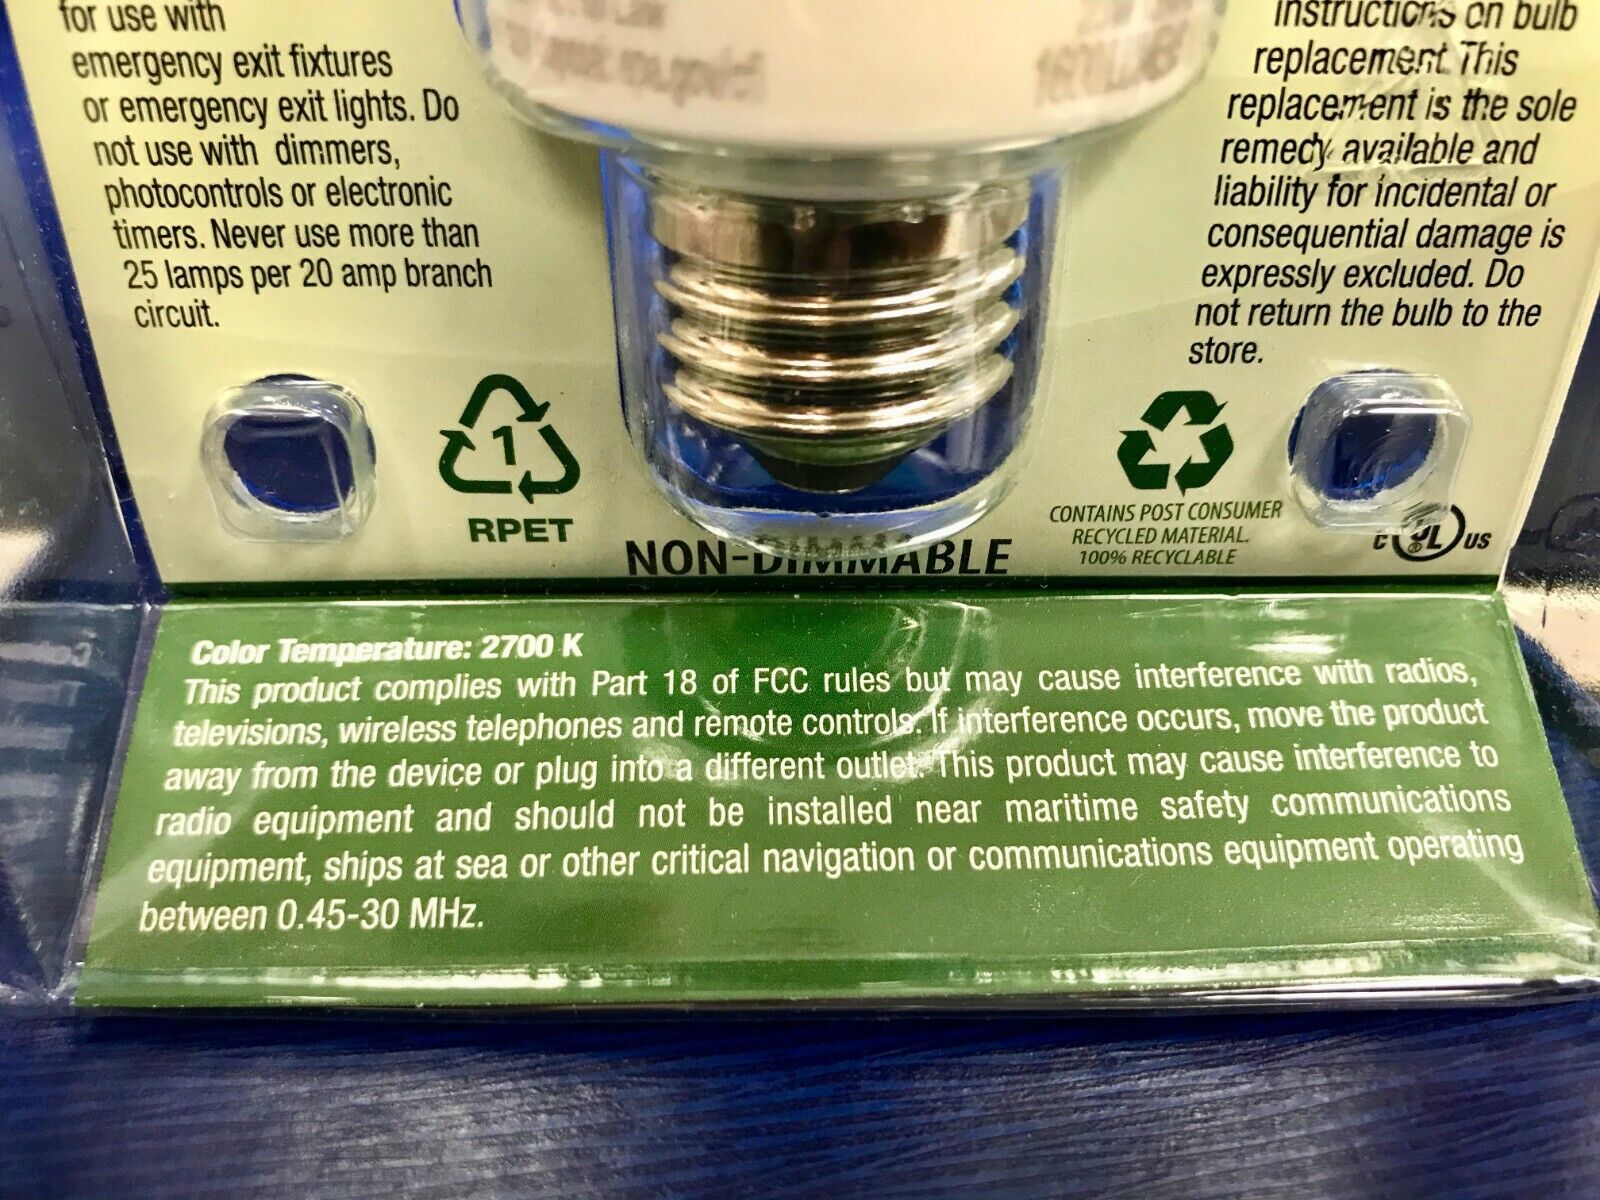 for use with
emergency exit fixtures
or emergency exit lights. Do
not use with dimmers,
photocontrols or electronic
timers. Never use more than
25 lamps per 20 amp branch
circuit.
instructions on bulb
replacement. This
replacement is the sole
remedy available and
liability for incidental or
consequential damage is
expressly excluded. Do
not return the bulb to the
store.
1
RPET
NON-DIMMABLE
CONTAINS POST CONSUMER
RECYCLED MATERIAL.
100% RECYCLABLE
c UL ® us
Color Temperature: 2700 K
This product complies with Part 18 of FCC rules but may cause interference with radios,
televisions, wireless telephones and remote controls. If interference occurs, move the product
away from the device or plug into a different outlet. This product may cause interference to
radio equipment and should not be installed near maritime safety communications
equipment, ships at sea or other critical navigation or communications equipment operating
between 0.45-30 MHz.